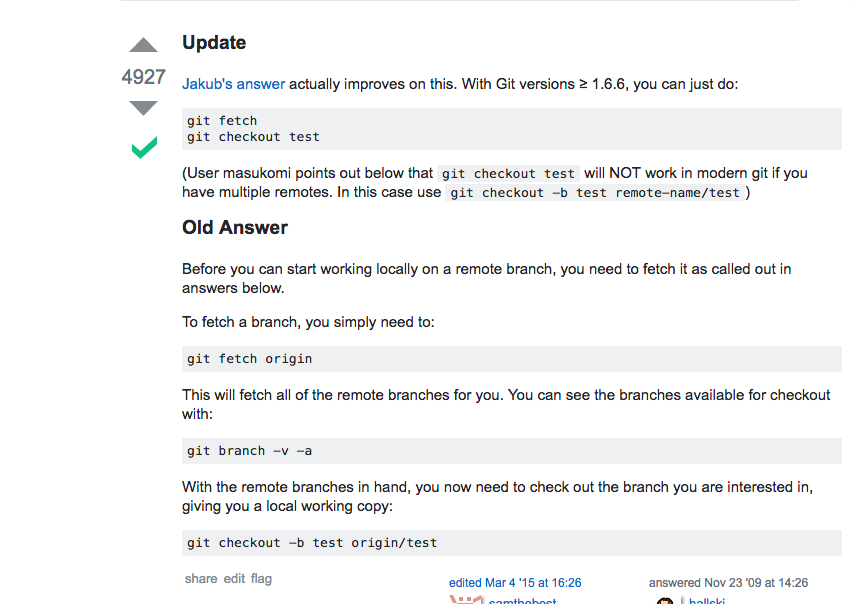 Update
4927
Jakub's answer actually improves on this. With Git versions ≥ 1.6.6, you can just do:
git fetch
git checkout test
(User masukomi points out below that git checkout test will NOT work in modern git if you
have multiple remotes. In this case use git checkout -b test remote-name/test )
Old Answer
Before you can start working locally on a remote branch, you need to fetch it as called out in
answers below.
To fetch a branch, you simply need to:
git fetch origin
This will fetch all of the remote branches for you. You can see the branches available for checkout
with:
git branch -v -a
With the remote branches in hand, you now need to check out the branch you are interested in,
giving you a local working copy:
git checkout -b test origin/test
share edit flag
edited Mar 4 '15 at 16:26
answered Nov 23 '09 at 14:26
samthebest
hallski